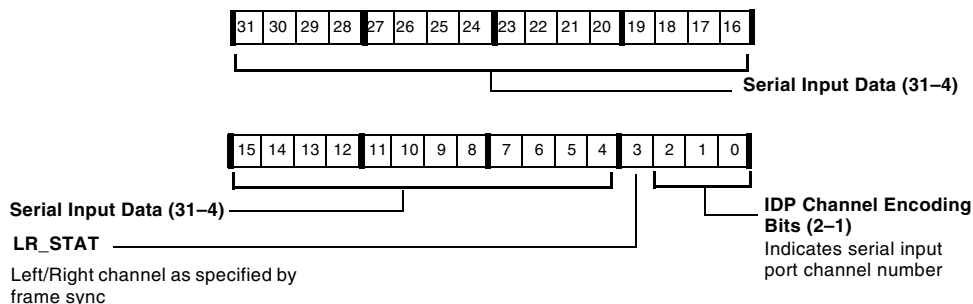 31 30 29 28 27 26 25 24 23 22 21 20 19 18 17 16
Serial Input Data (31–4)
15 14 13 12 11 10 9 8 7 6 5 4 3 2 1 0
Serial Input Data (31–4)
LR_STAT
Left/Right channel as specified by
frame sync
IDP Channel Encoding
Bits (2–1)
Indicates serial input
port channel number